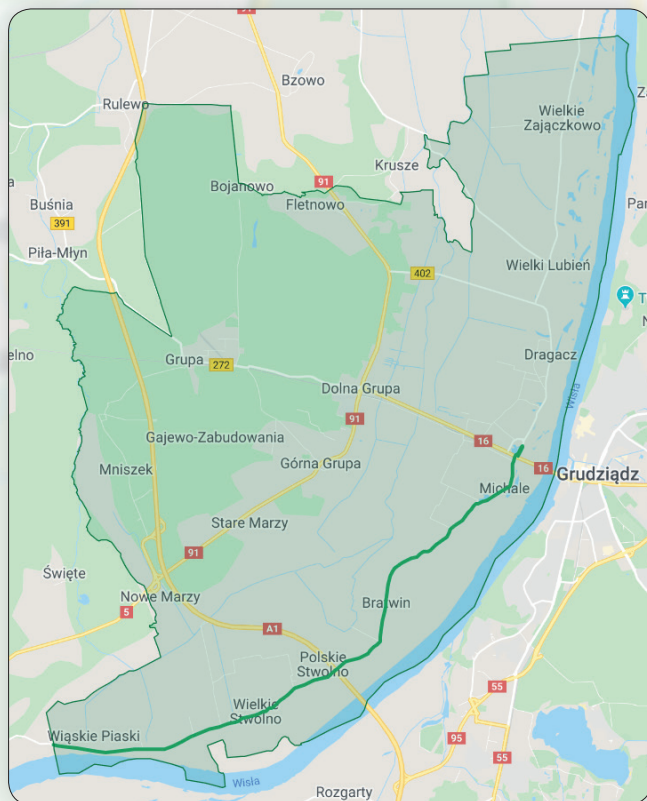 91
Bzowo
Rulewo
Wielkie
Zajączkowo
Krusze
Bojanowo
91
Fletnowo
Buśnia
391
Piła-Młyn
Wielki Lubień
402
Grupa
272
Dragacz
Dolna Grupa
Wisła
91
Gajewo-Zabudowania
16
Górna Grupa
Mniszek
16
Grudziądz
Michale
Stare Marzy
91
Święte
Nowe Marzy
Bratwin
5
A1
Polskie
Stwolno
55
Wielkie
Stwolno
Wiąskie Piaski
95
55
Wisła
Rozgarty